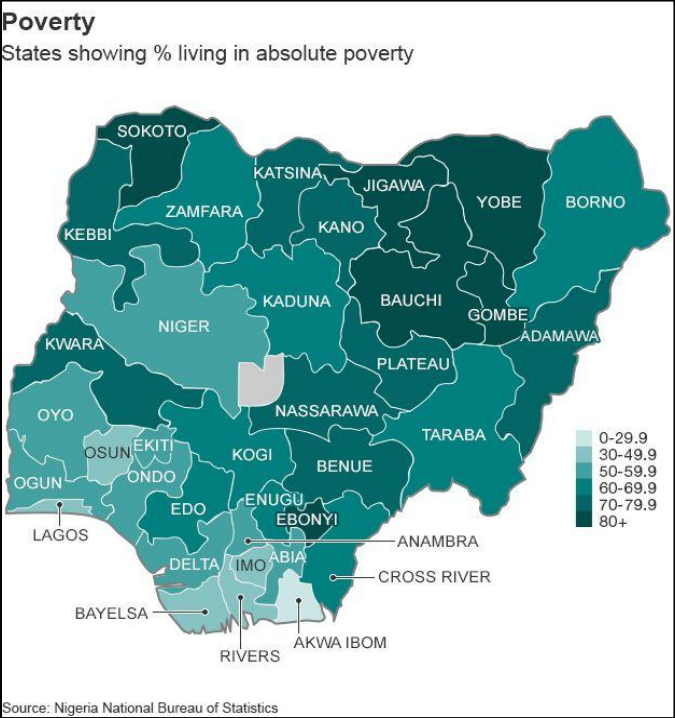 Poverty
States showing % living in absolute poverty
SOKOTO
KATSINA
JIGAWA
YOBE
BORNO
ZAMFARA
KANO
KEBBI
KADUNA
BAUCHI
GOMBE
NIGER
ADAMAWA
KWARA
PLATEAU
NASSARAWA
OYO
TARABA
EKITI
OSUN
KOGI
BENUE
0-29.9
30-49.9
50-59.9
60-69.9
70-79.9
80+
OGUN
ONDO
ENUGU
EDO
EBONYI
LAGOS
ANAMBRA
DELTA
IMO
ABIA
CROSS RIVER
BAYELSA
AKWA IBOM
RIVERS
Source: Nigeria National Bureau of Statistics